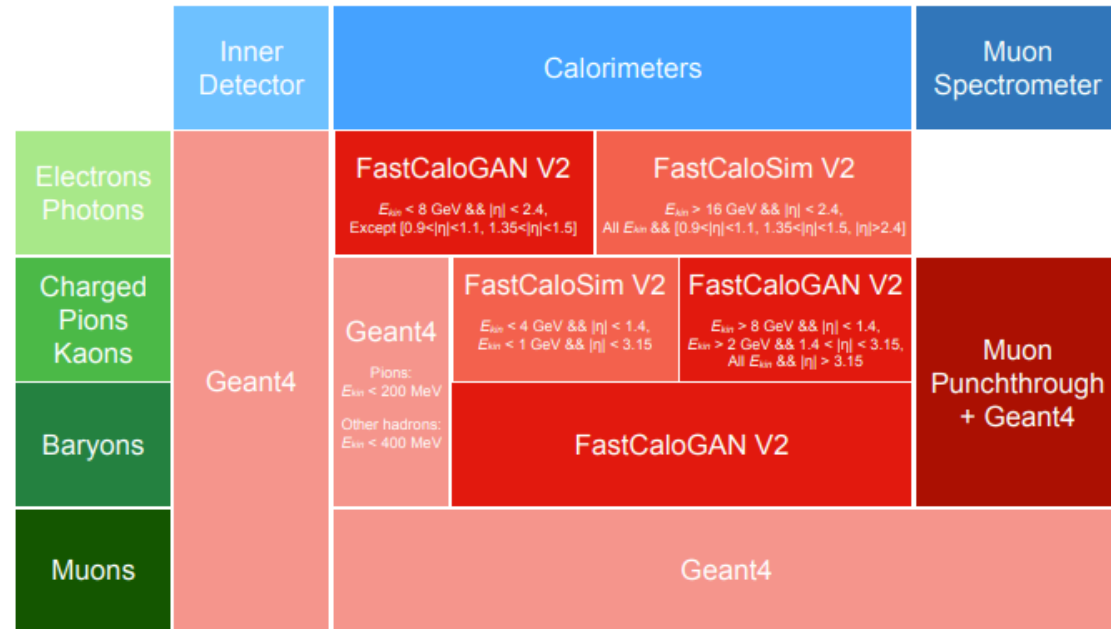 Inner
Detector
Calorimeters
Muon
Spectrometer
Electrons
Photons
Geant4
FastCaloGAN V2
Ekin < 8 GeV && |η| < 2.4,
Except [0.9<|η|<1.1, 1.35<|η|<1.5]
FastCaloSim V2
Ekin > 16 GeV && |η| < 2.4,
All Ekin && [0.9<|η|<1.1, 1.35<|η|<1.5, |η|>2.4]
Charged
Pions
Kaons
Geant4
Pions:
Ekin < 200 MeV
Other hadrons:
Ekin < 400 MeV
FastCaloSim V2
Ekin < 4 GeV && |η| < 1.4,
Ekin < 1 GeV && |η| < 3.15
FastCaloGAN V2
Ekin > 8 GeV && |η| < 1.4,
Ekin > 2 GeV && 1.4 < |η| < 3.15,
All Ekin && |η| > 3.15
Muon
Punchthrough
+ Geant4
Baryons
FastCaloGAN V2
Muons
Geant4